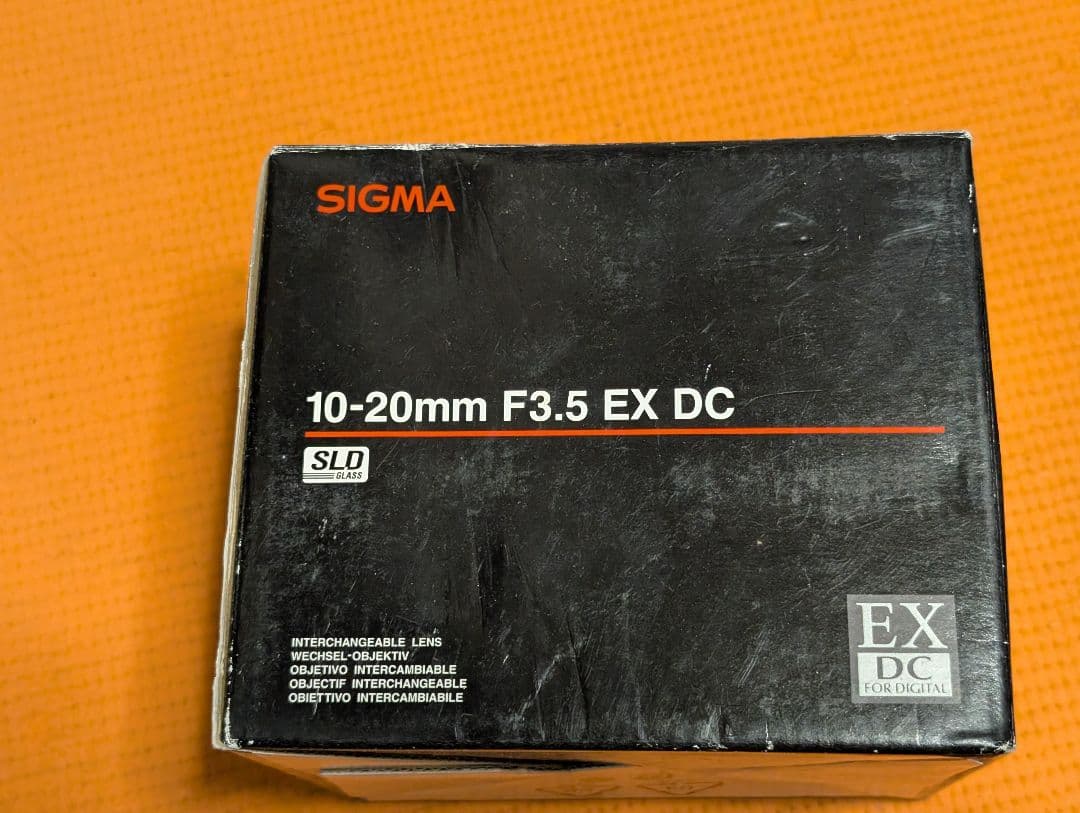 SIGMA
10-20mm F3.5 EX DC
SLD
GLASS
INTERCHANGEABLE LENS
WECHSEL-OBJEKTIV
OBJETIVO INTERCAMBIABLE
OBJECTIF INTERCHANGEABLE
OBIETTIVO INTERCAMBIABILE
EX
DC
FOR DIGITAL